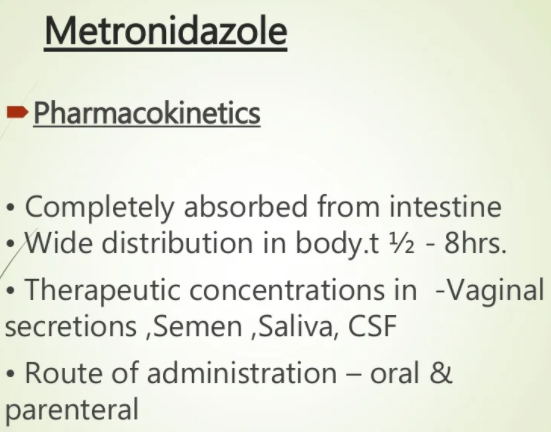 Metronidazole
Pharmacokinetics
• Completely absorbed from intestine
• Wide distribution in body.t ½ - 8hrs.
• Therapeutic concentrations in -Vaginal
secretions ,Semen ,Saliva, CSF
• Route of administration – oral &
parenteral